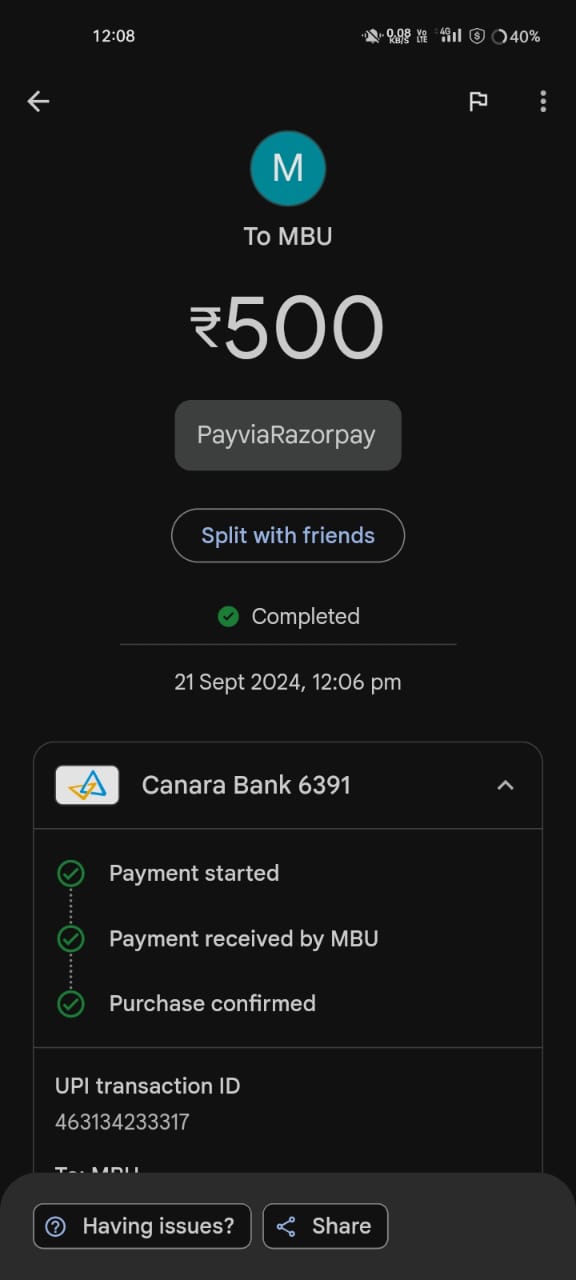 12:08
0.08 KB/S Vo LTE 4G 40%
M
To MBU
₹500
PayviaRazorpay
Split with friends
Completed
21 Sept 2024, 12:06 pm
Canara Bank 6391
Payment started
Payment received by MBU
Purchase confirmed
UPI transaction ID
463134233317
To: MBU
Having issues?
Share